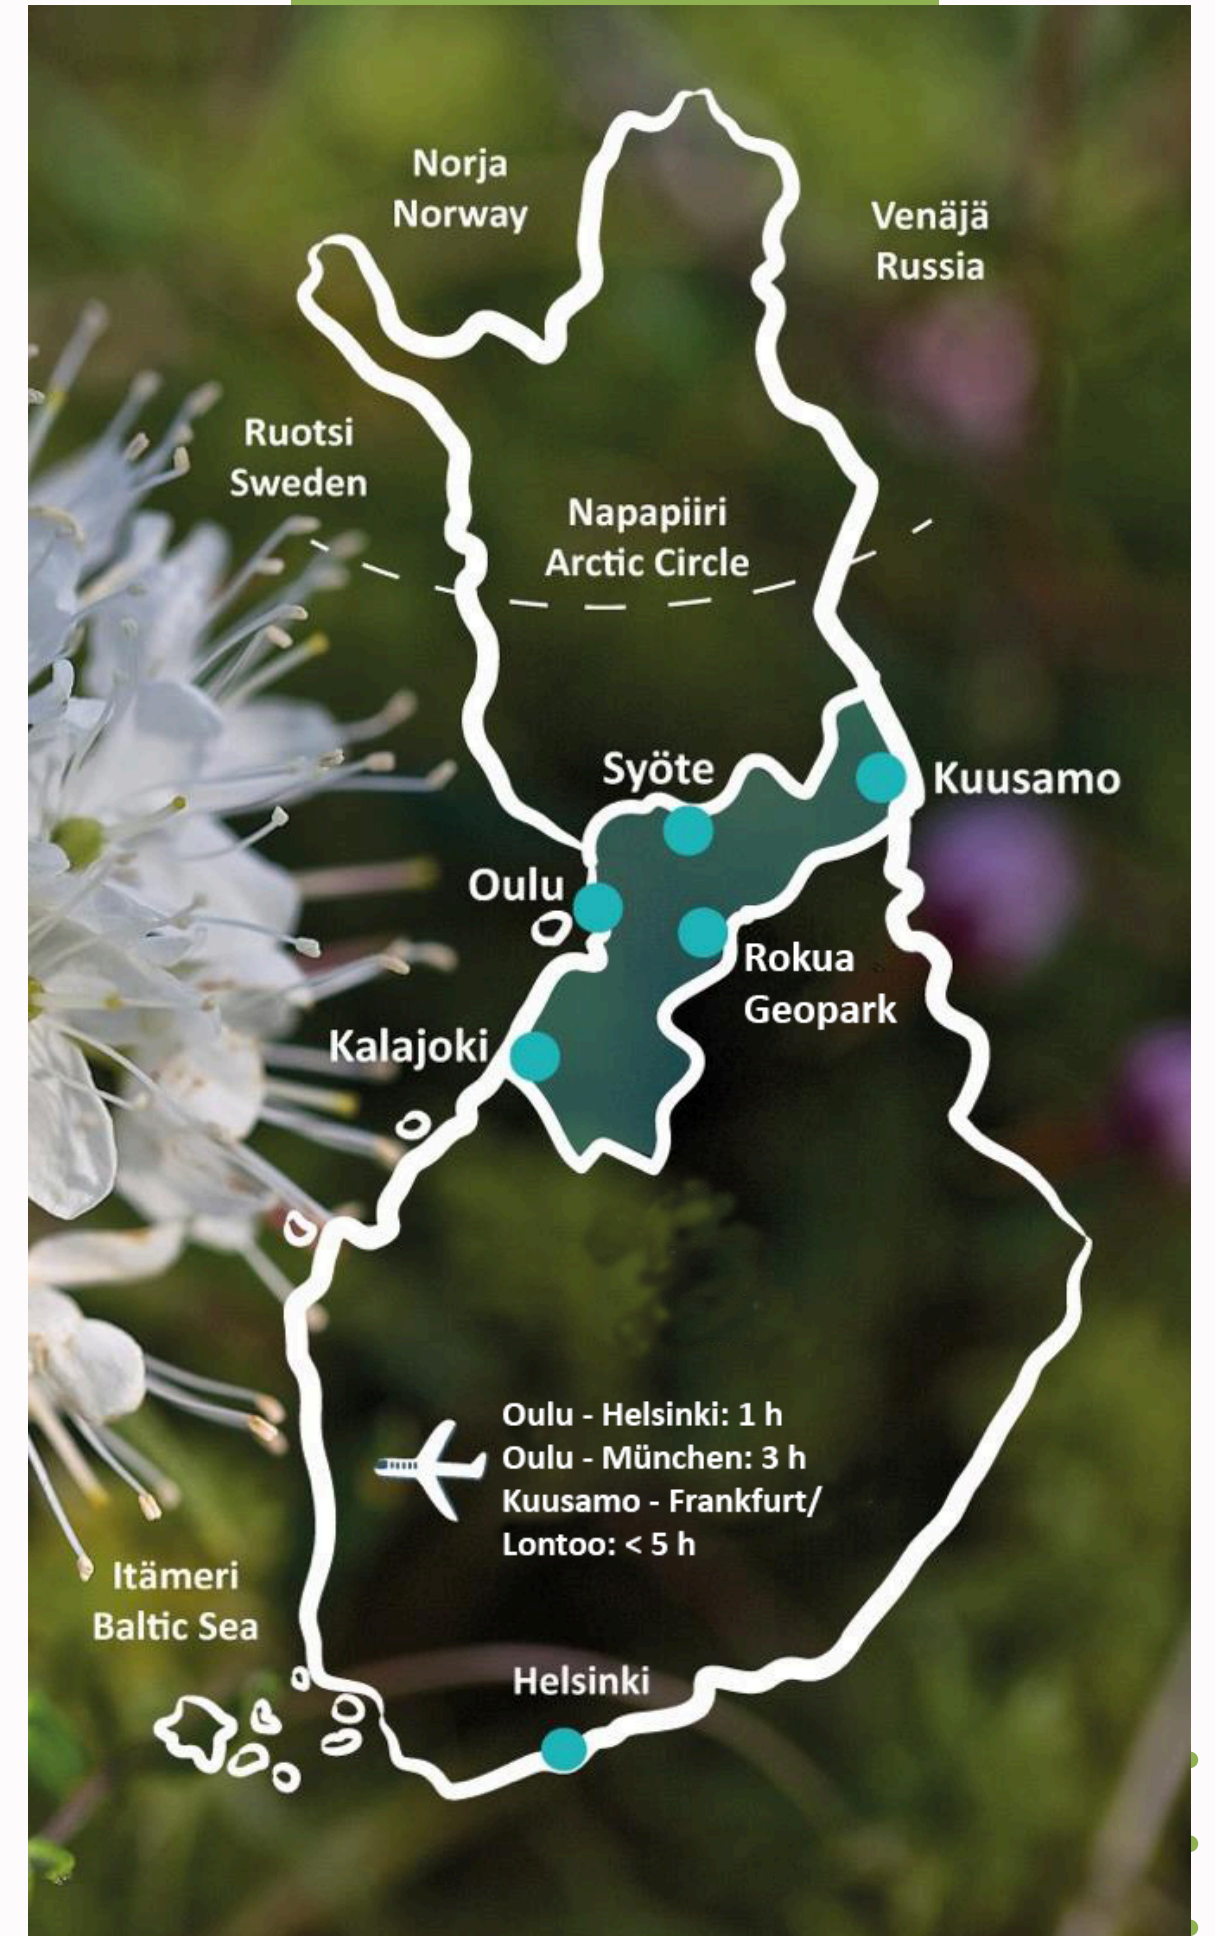 Norja
Norway
Venäjä
Russia
Ruotsi
Sweden
Napapiiri
Arctic Circle
Syöte
Kuusamo
Oulu
Rokua
Geopark
Kalajoki
Oulu - Helsinki: 1 h
Oulu - München: 3 h
Kuusamo - Frankfurt/
Lontoo: < 5 h
Itämeri
Baltic Sea
Helsinki